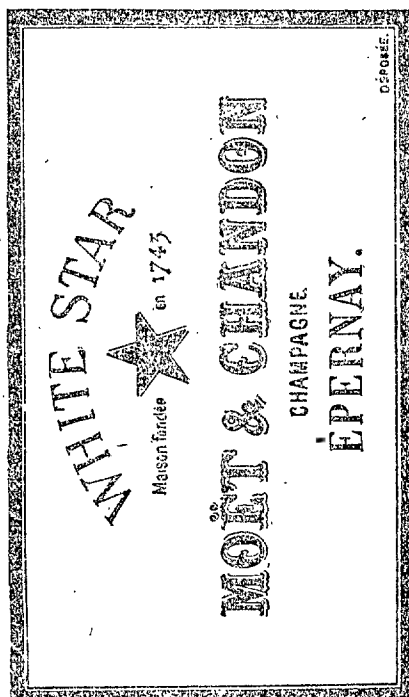 WHITE STAR
Maison fondée en 1743
MOËT & CHANDON
CHAMPAGNE
ÉPERNAY.
DÉPOSÉE.